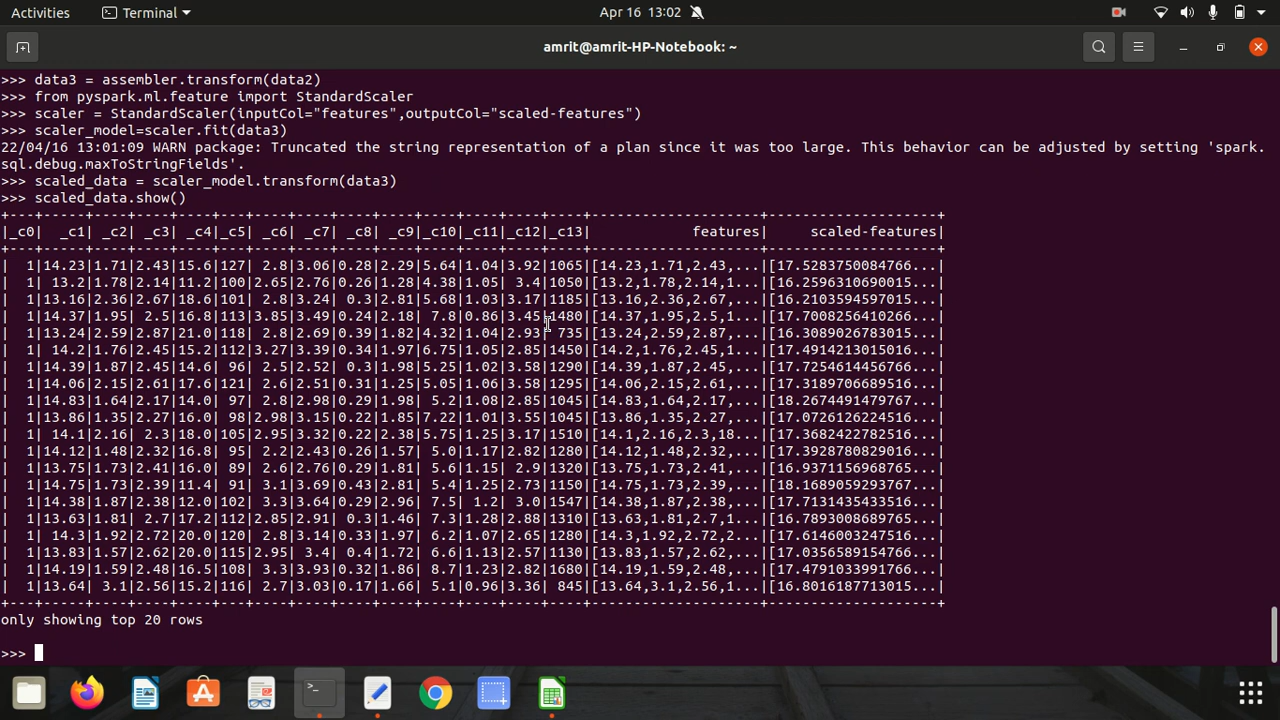 Activities Terminal Apr 16 13:02
amrit@amrit-HP-Notebook: ~
>>> data3 = assembler.transform(data2)
>>> from pyspark.ml.feature import StandardScaler
>>> scaler = StandardScaler(inputCol="features",outputCol="scaled-features")
>>> scaler_model=scaler.fit(data3)
22/04/16 13:01:09 WARN package: Truncated the string representation of a plan since it was too large. This behavior can be adjusted by setting 'spark.
sql.debug.maxToStringFields'.
>>> scaled_data = scaler_model.transform(data3)
>>> scaled_data.show()
+---+-----+----+----+----+---+----+----+----+----+----+----+----+----+--------------------+--------------------+
|_c0|  _c1| _c2| _c3| _c4|_c5| _c6| _c7| _c8| _c9|_c10|_c11|_c12|_c13|            features|     scaled-features|
+---+-----+----+----+----+---+----+----+----+----+----+----+----+----+--------------------+--------------------+
|  1|14.23|1.71|2.43|15.6|127| 2.8|3.06|0.28|2.29|5.64|1.04|3.92|1065|[14.23,1.71,2.43,...|[17.5283750084766...|
|  1| 13.2|1.78|2.14|11.2|100|2.65|2.76|0.26|1.28|4.38|1.05| 3.4|1050|[13.2,1.78,2.14,1...|[16.2596310690015...|
|  1|13.16|2.36|2.67|18.6|101| 2.8|3.24| 0.3|2.81|5.68|1.03|3.17|1185|[13.16,2.36,2.67,...|[16.2103594597015...|
|  1|14.37|1.95| 2.5|16.8|113|3.85|3.49|0.24|2.18| 7.8|0.86|3.45|1480|[14.37,1.95,2.5,1...|[17.7008256410266...|
|  1|13.24|2.59|2.87|21.0|118| 2.8|2.69|0.39|1.82|4.32|1.04|2.93| 735|[13.24,2.59,2.87,...|[16.3089026783015...|
|  1| 14.2|1.76|2.45|15.2|112|3.27|3.39|0.34|1.97|6.75|1.05|2.85|1450|[14.2,1.76,2.45,1...|[17.4914213015016...|
|  1|14.39|1.87|2.45|14.6| 96| 2.5|2.52| 0.3|1.98|5.25|1.02|3.58|1290|[14.39,1.87,2.45,...|[17.7254614456766...|
|  1|14.06|2.15|2.61|17.6|121| 2.6|2.51|0.31|1.25|5.05|1.06|3.58|1295|[14.06,2.15,2.61,...|[17.3189706689516...|
|  1|14.83|1.64|2.17|14.0| 97| 2.8|2.98|0.29|1.98| 5.2|1.08|2.85|1045|[14.83,1.64,2.17,...|[18.2674491479767...|
|  1|13.86|1.35|2.27|16.0| 98|2.98|3.15|0.22|1.85|7.22|1.01|3.55|1045|[13.86,1.35,2.27,...|[17.0726126224516...|
|  1| 14.1|2.16| 2.3|18.0|105|2.95|3.32|0.22|2.38|5.75|1.25|3.17|1510|[14.1,2.16,2.3,18...|[17.3682422782516...|
|  1|14.12|1.48|2.32|16.8| 95| 2.2|2.43|0.26|1.57| 5.0|1.17|2.82|1280|[14.12,1.48,2.32,...|[17.3928780829016...|
|  1|13.75|1.73|2.41|16.0| 89| 2.6|2.76|0.29|1.81| 5.6|1.15| 2.9|1320|[13.75,1.73,2.41,...|[16.9371156968765...|
|  1|14.75|1.73|2.39|11.4| 91| 3.1|3.69|0.43|2.81| 5.4|1.25|2.73|1150|[14.75,1.73,2.39,...|[18.1689059293767...|
|  1|14.38|1.87|2.38|12.0|102| 3.3|3.64|0.29|2.96| 7.5| 1.2| 3.0|1547|[14.38,1.87,2.38,...|[17.7131435433516...|
|  1|13.63|1.81| 2.7|17.2|112|2.85|2.91| 0.3|1.46| 7.3|1.28|2.88|1310|[13.63,1.81,2.7,1...|[16.7893008689765...|
|  1| 14.3|1.92|2.72|20.0|120| 2.8|3.14|0.33|1.97| 6.2|1.07|2.65|1280|[14.3,1.92,2.72,2...|[17.6146003247516...|
|  1|13.83|1.57|2.62|20.0|115|2.95| 3.4| 0.4|1.72| 6.6|1.13|2.57|1130|[13.83,1.57,2.62,...|[17.0356589154766...|
|  1|14.19|1.59|2.48|16.5|108| 3.3|3.93|0.32|1.86| 8.7|1.23|2.82|1680|[14.19,1.59,2.48,...|[17.4791033991766...|
|  1|13.64| 3.1|2.56|15.2|116| 2.7|3.03|0.17|1.66| 5.1|0.96|3.36| 845|[13.64,3.1,2.56,1...|[16.8016187713015...|
+---+-----+----+----+----+---+----+----+----+----+----+----+----+----+--------------------+--------------------+
only showing top 20 rows
>>>